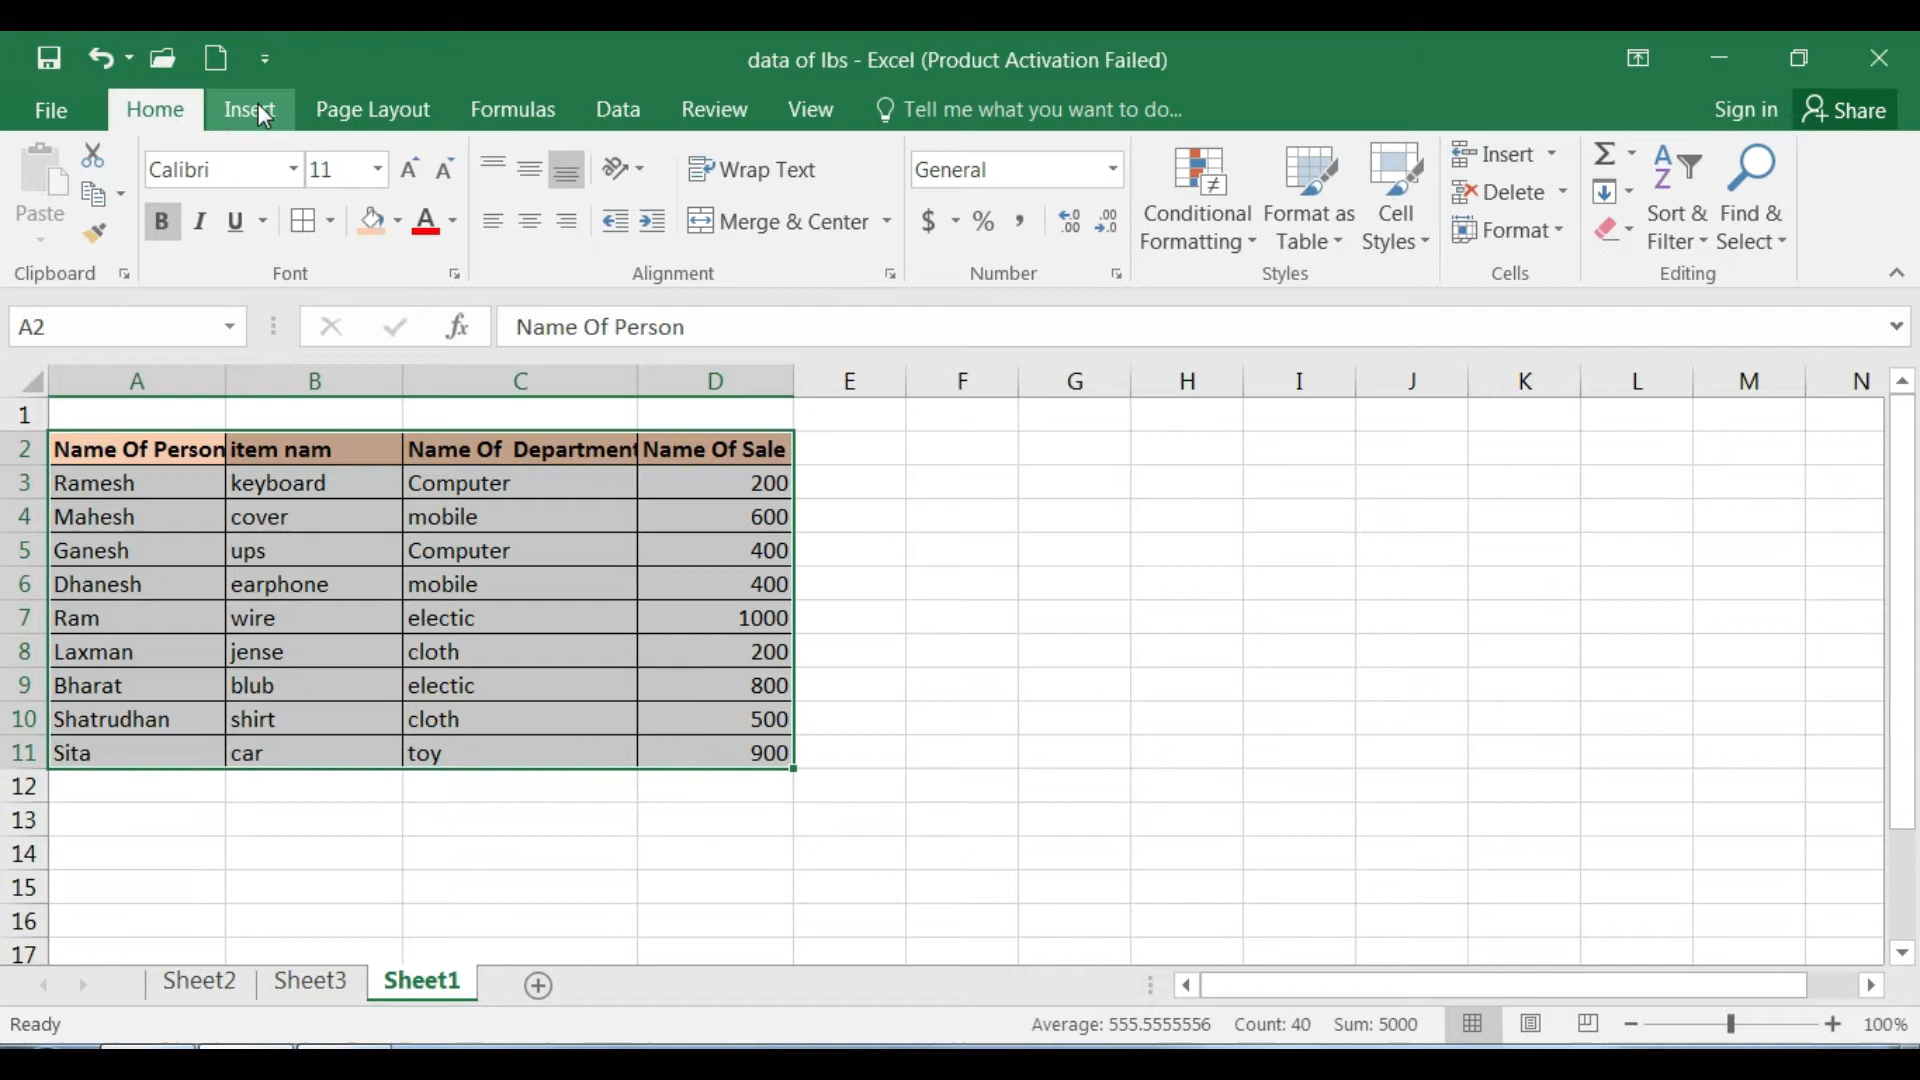 data of lbs - Excel (Product Activation Failed)
File Home Insert Page Layout Formulas Data Review View Tell me what you want to do... Sign in Share
Paste
Clipboard
Calibri 11
B I U A
Font
Wrap Text
Merge & Center
Alignment
General
$ % , .00 .00
Number
Conditional Formatting
Format as Table
Cell Styles
Styles
Insert
Delete
Format
Cells
Sort & Filter
Find & Select
Editing
A2 fx Name Of Person
A B C D E F G H I J K L M N
1
2 Name Of Person item nam Name Of  Department Name Of Sale
3 Ramesh keyboard Computer 200
4 Mahesh cover mobile 600
5 Ganesh ups Computer 400
6 Dhanesh earphone mobile 400
7 Ram wire electic 1000
8 Laxman jense cloth 200
9 Bharat blub electic 800
10 Shatrudhan shirt cloth 500
11 Sita car toy 900
12
13
14
15
16
17
Sheet2 Sheet3 Sheet1
Ready Average: 555.5555556 Count: 40 Sum: 5000 100%